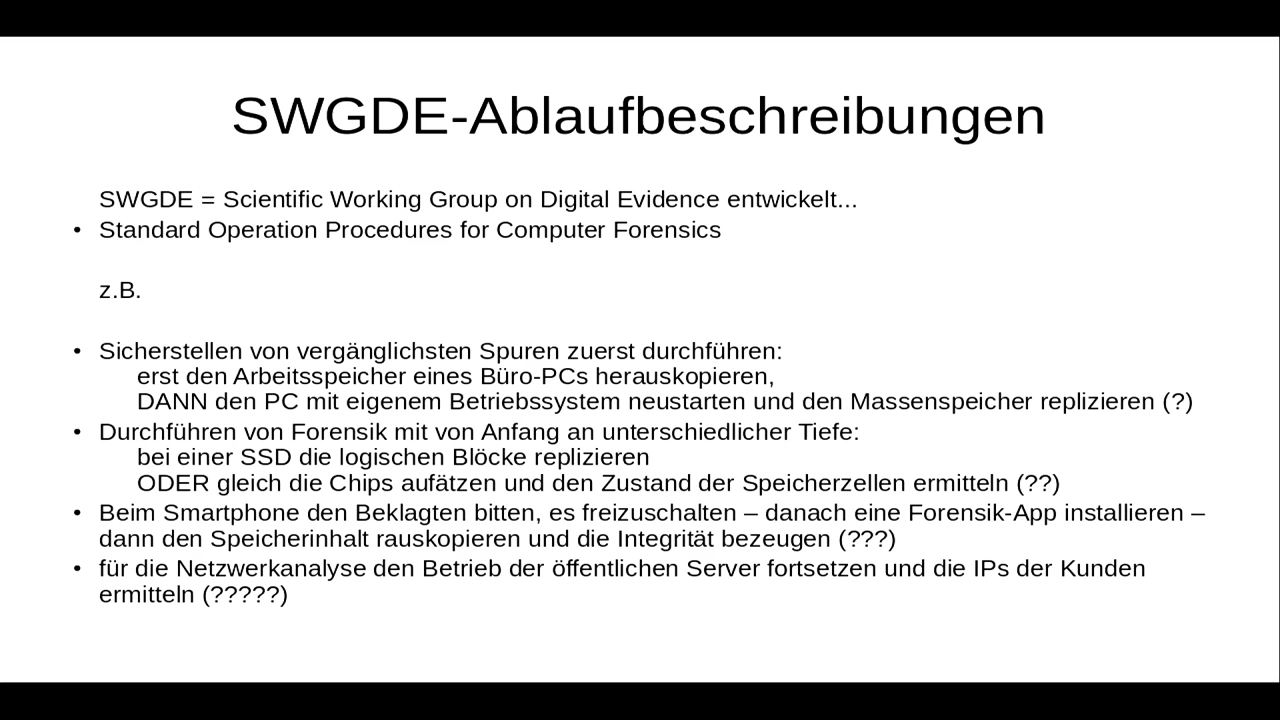 SWGDE-Ablaufbeschreibungen
SWGDE = Scientific Working Group on Digital Evidence entwickelt...
• Standard Operation Procedures for Computer Forensics
z.B.
• Sicherstellen von vergänglichsten Spuren zuerst durchführen:
erst den Arbeitsspeicher eines Büro-PCs herauskopieren,
DANN den PC mit eigenem Betriebssystem neustarten und den Massenspeicher replizieren (?)
• Durchführen von Forensik mit von Anfang an unterschiedlicher Tiefe:
bei einer SSD die logischen Blöcke replizieren
ODER gleich die Chips aufätzen und den Zustand der Speicherzellen ermitteln (??)
• Beim Smartphone den Beklagten bitten, es freizuschalten – danach eine Forensik-App installieren –
dann den Speicherinhalt rauskopieren und die Integrität bezeugen (???)
• für die Netzwerkanalyse den Betrieb der öffentlichen Server fortsetzen und die IPs der Kunden
ermitteln (?????)